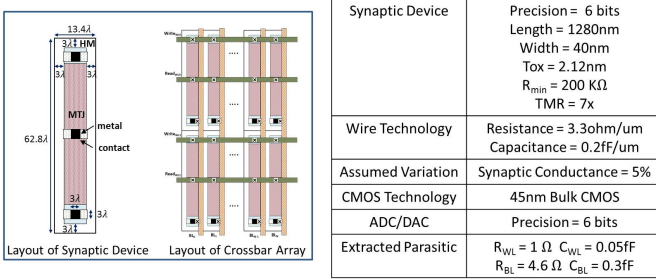 13.4λ
3λ HM
3λ 3λ
MTJ
metal
contact
62.8λ
3λ
3λ
3λ
Layout of Synaptic Device
Layout of Crossbar Array
Synaptic Device
Precision = 6 bits
Length = 1280nm
Width = 40nm
Tox = 2.12nm
Rmin = 200 KΩ
TMR = 7x
Wire Technology
Resistance = 3.3ohm/um
Capacitance = 0.2fF/um
Assumed Variation
Synaptic Conductance = 5%
CMOS Technology
45nm Bulk CMOS
ADC/DAC
Precision = 6 bits
Extracted Parasitic
RWL = 1 Ω CWL = 0.05fF
RBL = 4.6 Ω CBL = 0.3fF